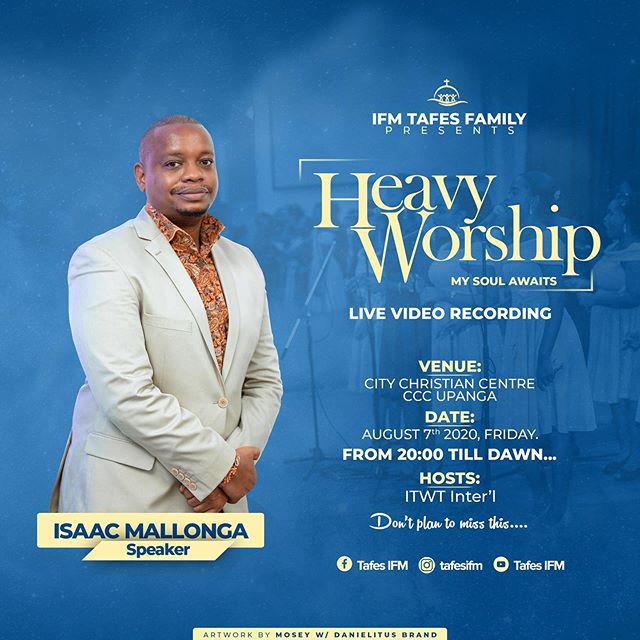 IFM TAFES FAMILY
PRESENTS
Heavy
Worship
MY SOUL AWAITS
LIVE VIDEO RECORDING
VENUE:
CITY CHRISTIAN CENTRE
CCC UPANGA
DATE:
AUGUST 7th 2020, FRIDAY.
FROM 20:00 TILL DAWN...
HOSTS:
ITWT Inter'l
Don't plan to miss this....
Tafes IFM tafesifm Tafes IFM
ISAAC MALLONGA
Speaker
ARTWORK BY MOSEY W/ DANIELITUS BRAND